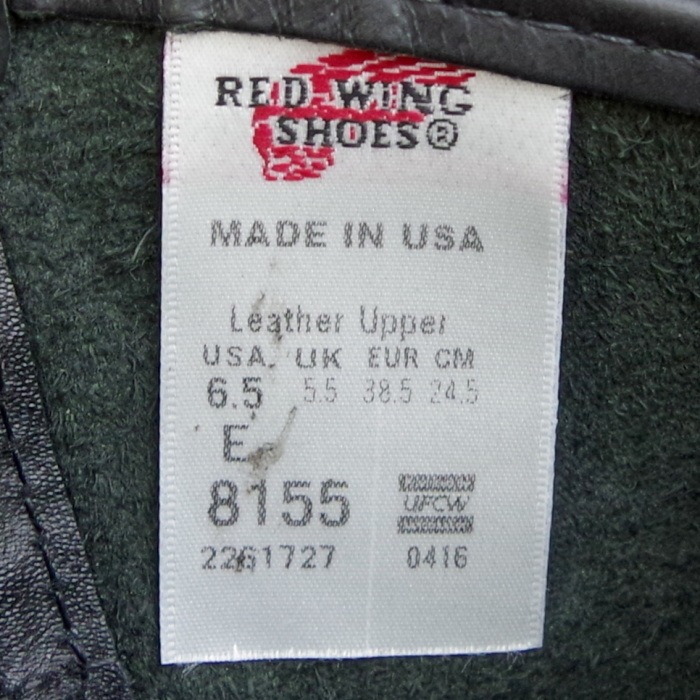 RED WING
SHOES®
MADE IN USA
Leather Upper
USA. UK EUR CM
6.5 5.5 38.5 24.5
E
8155
UFCW
2261727 0416